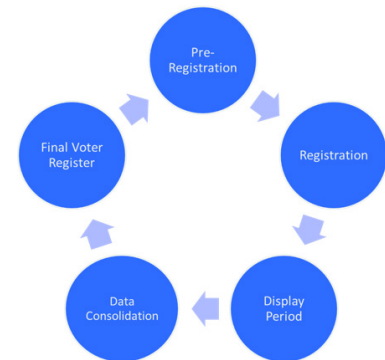 Pre-
Registration
Registration
Display
Period
Data
Consolidation
Final Voter
Register